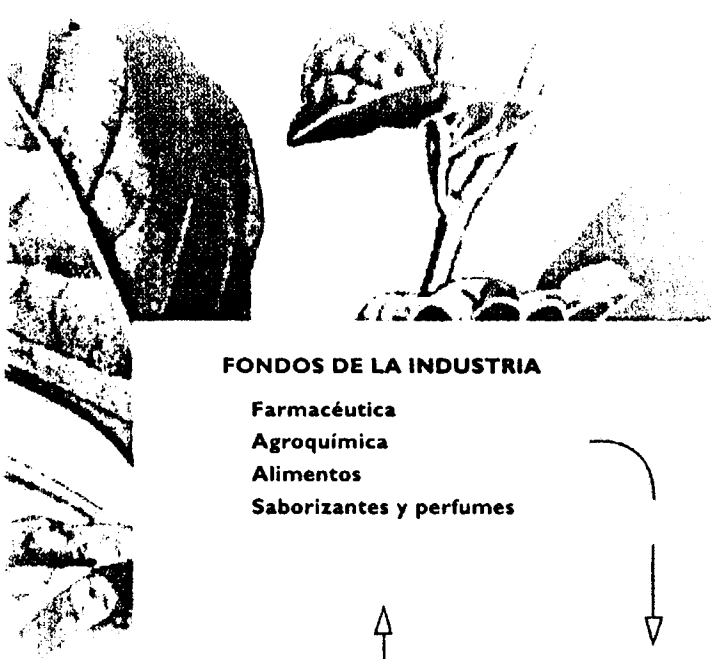 FONDOS DE LA INDUSTRIA
Farmacéutica
Agroquímica
Alimentos
Saborizantes y perfumes